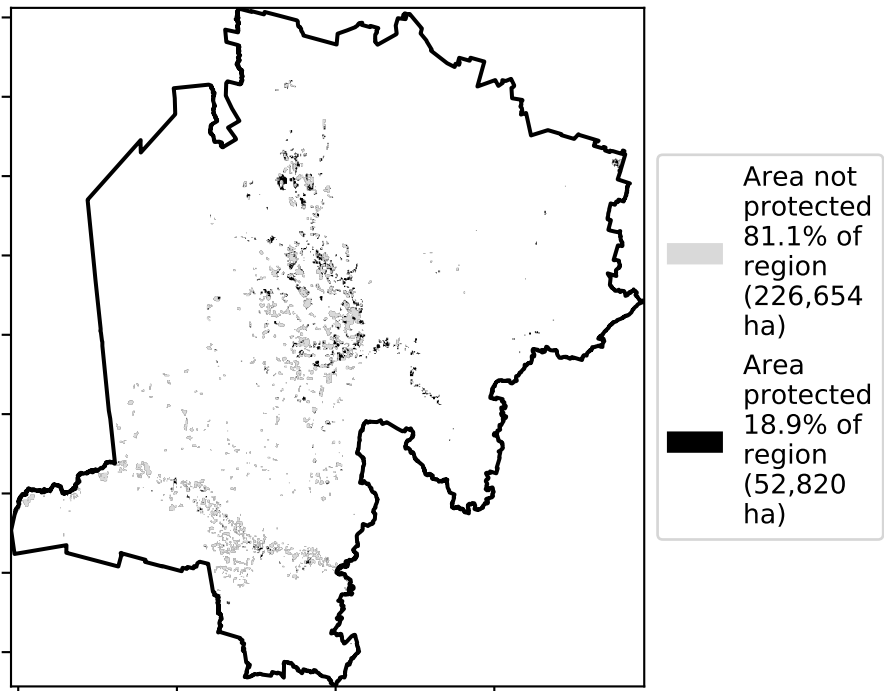 Area not
protected
81.1% of
region
(226,654
ha)
Area
protected
18.9% of
region
(52,820
ha)